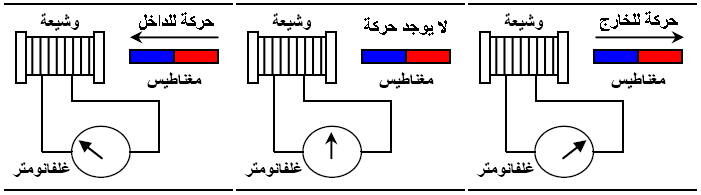 وشيعة
حركة للداخل
مغناطيس
غلفانومتر
وشيعة
لا يوجد حركة
مغناطيس
غلفانومتر
وشيعة
حركة للخارج
مغناطيس
غلفانومتر